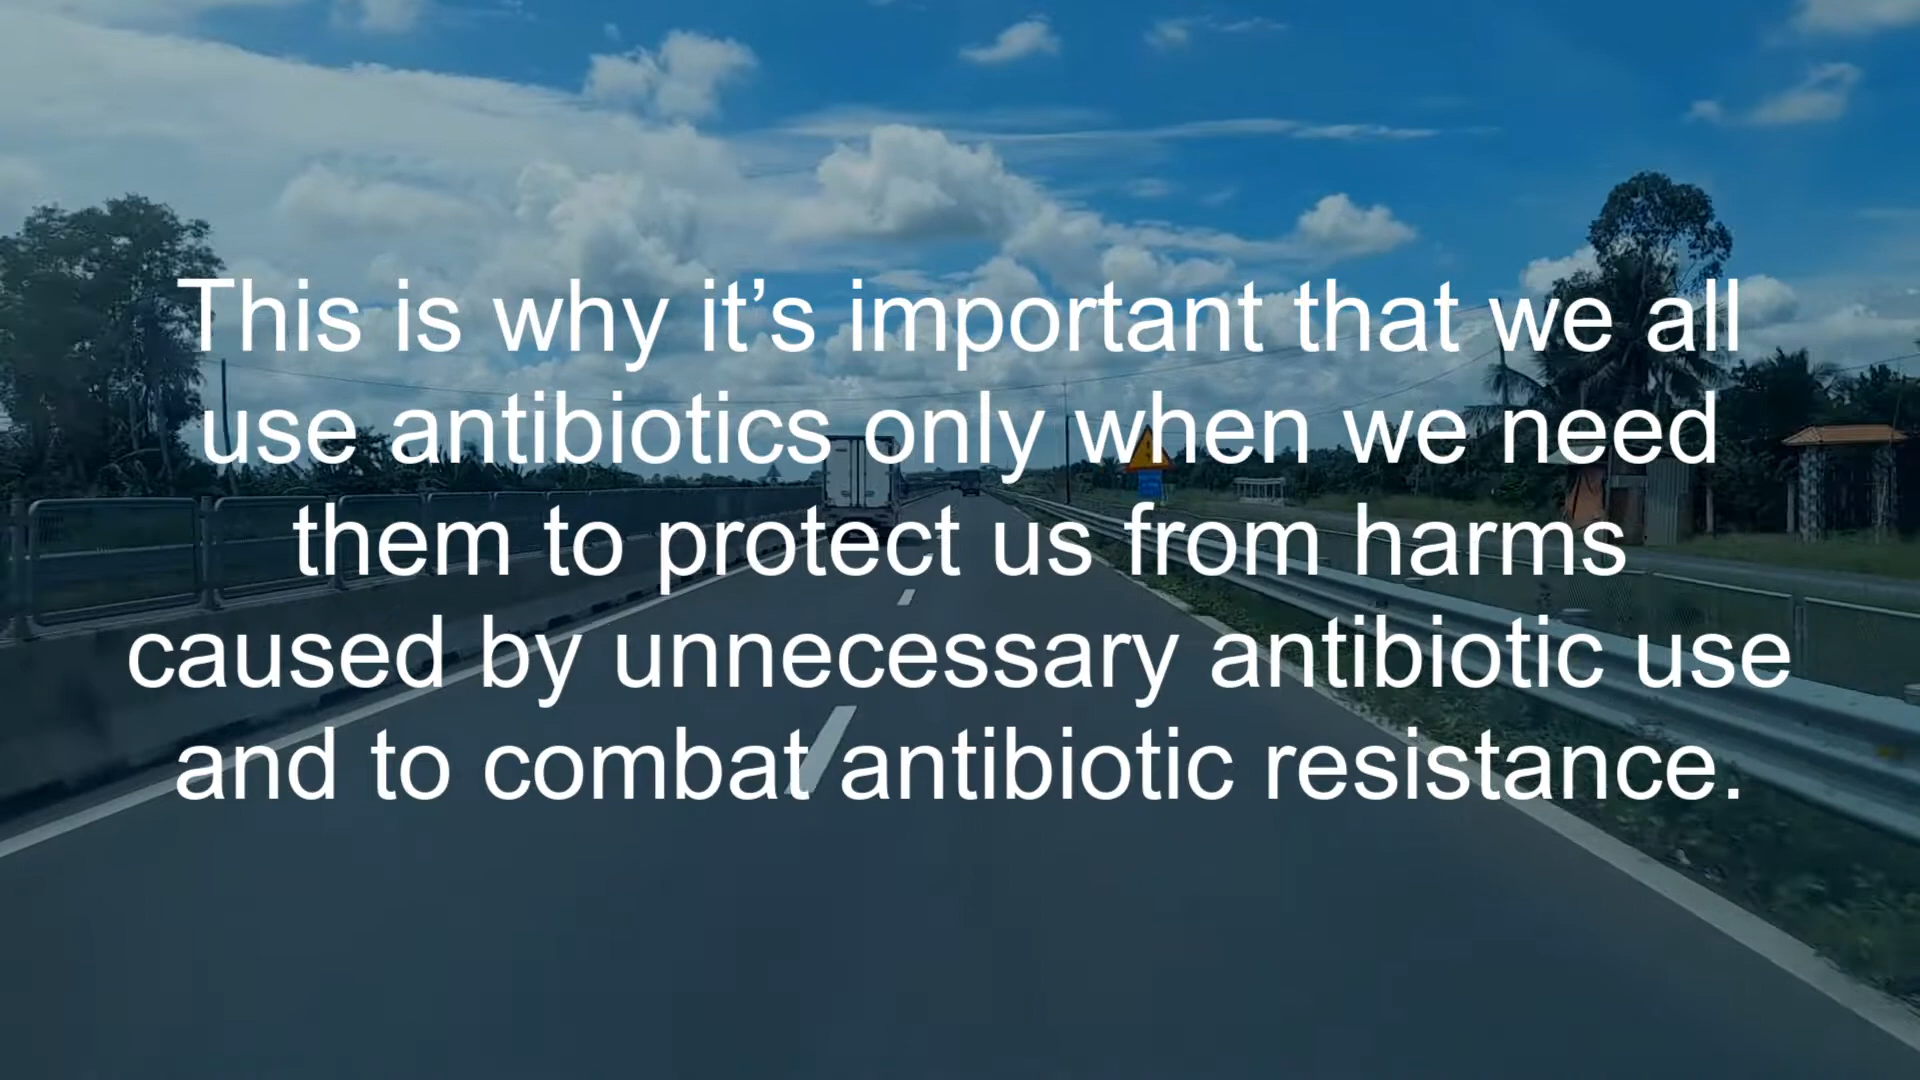 This is why it’s important that we all
use antibiotics only when we need
them to protect us from harms
caused by unnecessary antibiotic use
and to combat antibiotic resistance.